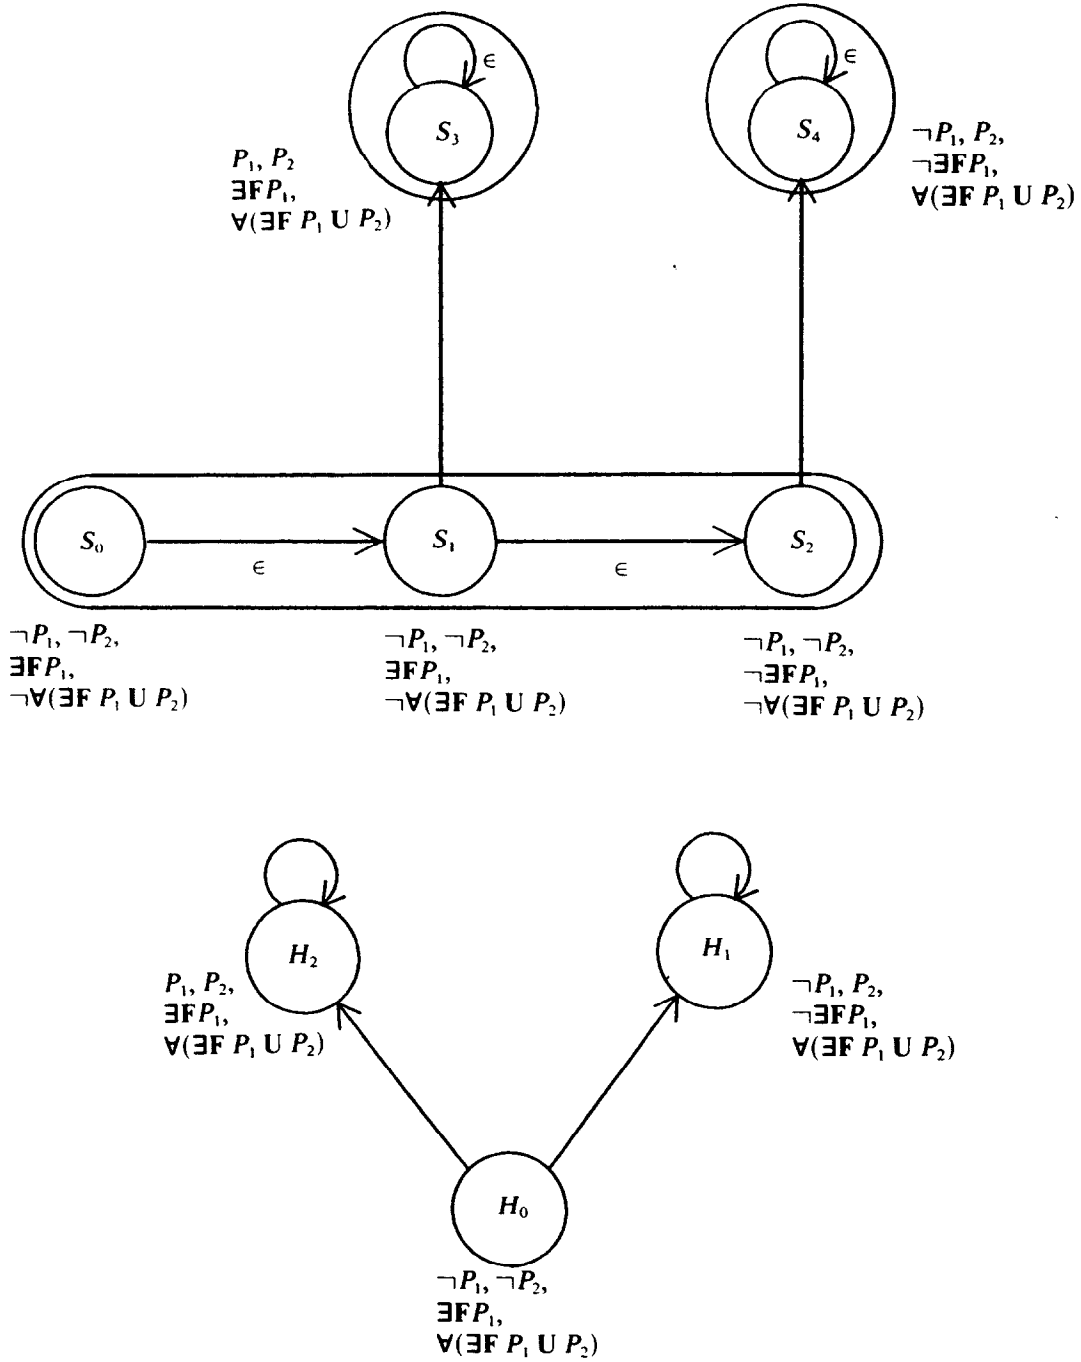 ∈
∈
S₃
S₄
P₁, P₂
∃FP₁,
∀(∃F P₁ U P₂)
¬P₁, P₂,
¬∃FP₁,
∀(∃F P₁ U P₂)
S₀
S₁
S₂
∈
∈
¬P₁, ¬P₂,
∃FP₁,
¬∀(∃F P₁ U P₂)
¬P₁, ¬P₂,
∃FP₁,
¬∀(∃F P₁ U P₂)
¬P₁, ¬P₂,
¬∃FP₁,
¬∀(∃F P₁ U P₂)
H₂
H₁
P₁, P₂,
∃FP₁,
∀(∃F P₁ U P₂)
¬P₁, P₂,
¬∃FP₁,
∀(∃F P₁ U P₂)
H₀
¬P₁, ¬P₂,
∃FP₁,
∀(∃F P₁ U P₂)